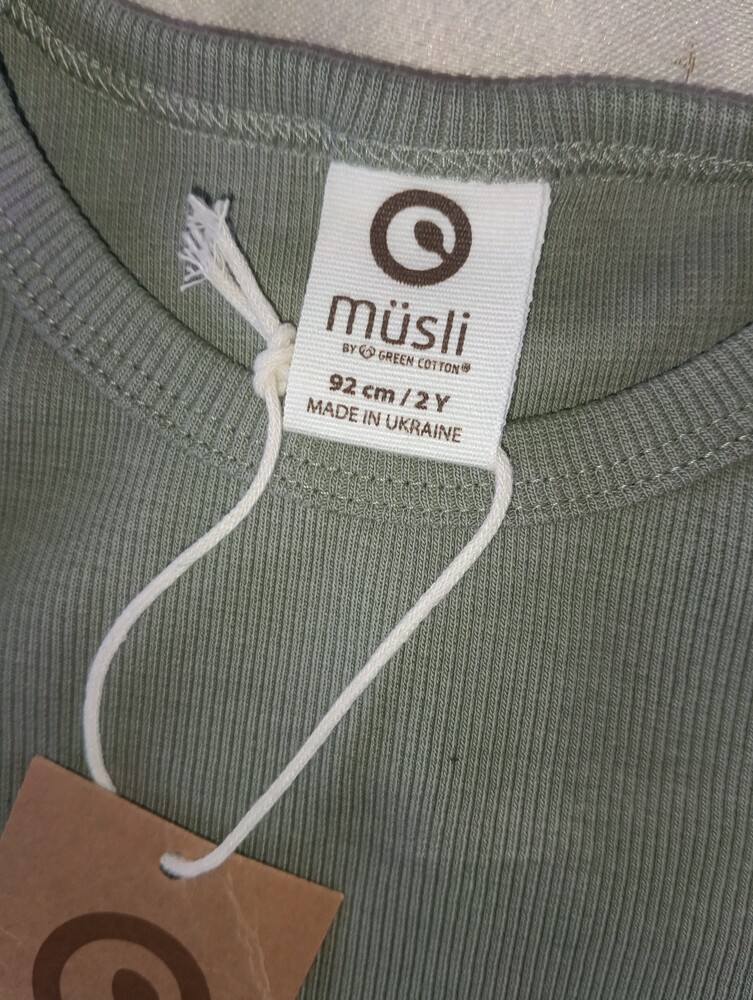 müsli
BY GREEN COTTON®
92 cm / 2 Y
MADE IN UKRAINE